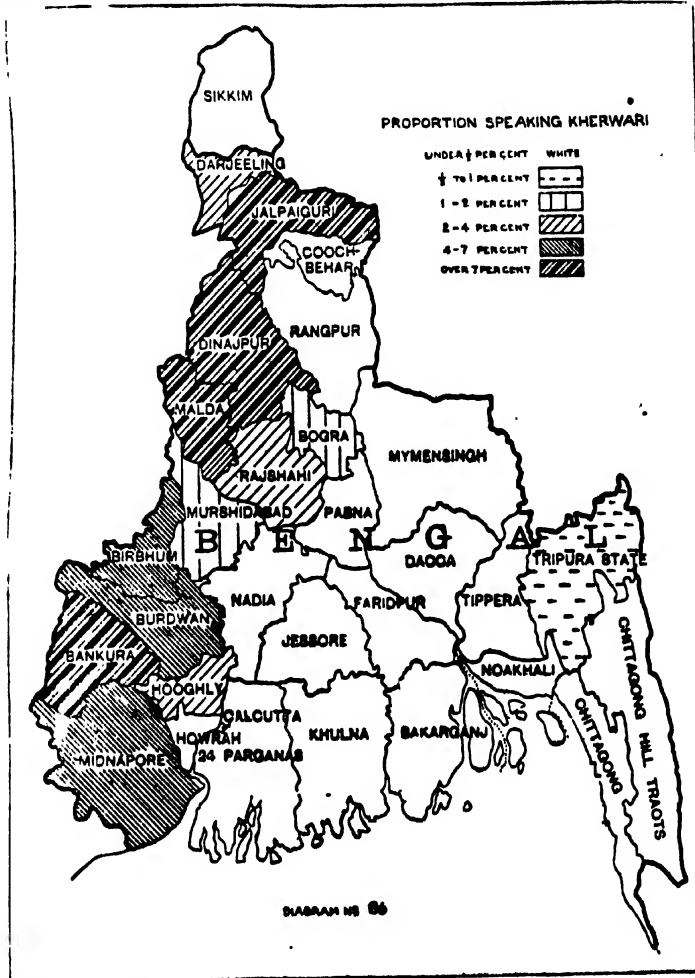 SIKKIM
PROPORTION SPEAKING KHERWARI
UNDER ½ PER CENT WHITE
½ TO 1 PER CENT
1-2 PER CENT
2-4 PER CENT
4-7 PER CENT
OVER 7 PER CENT
DARJEELING
JALPAIGURI
COOCH-
BEHAR
RANGPUR
DINAJPUR
MALDA
BOGRA
MYMENSINGH
RAJSHAHI
MURSHIDABAD
PABNA
BENGAL
BIRBHUM
DACCA
TRIPURA STATE
NADIA
FARIDPUR
TIPPERA
BURDWAN
JESSORE
BANKURA
NOAKHALI
HOOGHLY
CALCUTTA
HOWRAH
24 PARGANAS
KHULNA
BAKARGANJ
MIDNAPORE
CHITTAGONG
CHITTAGONG HILL TRACTS
DIAGRAM NO 86